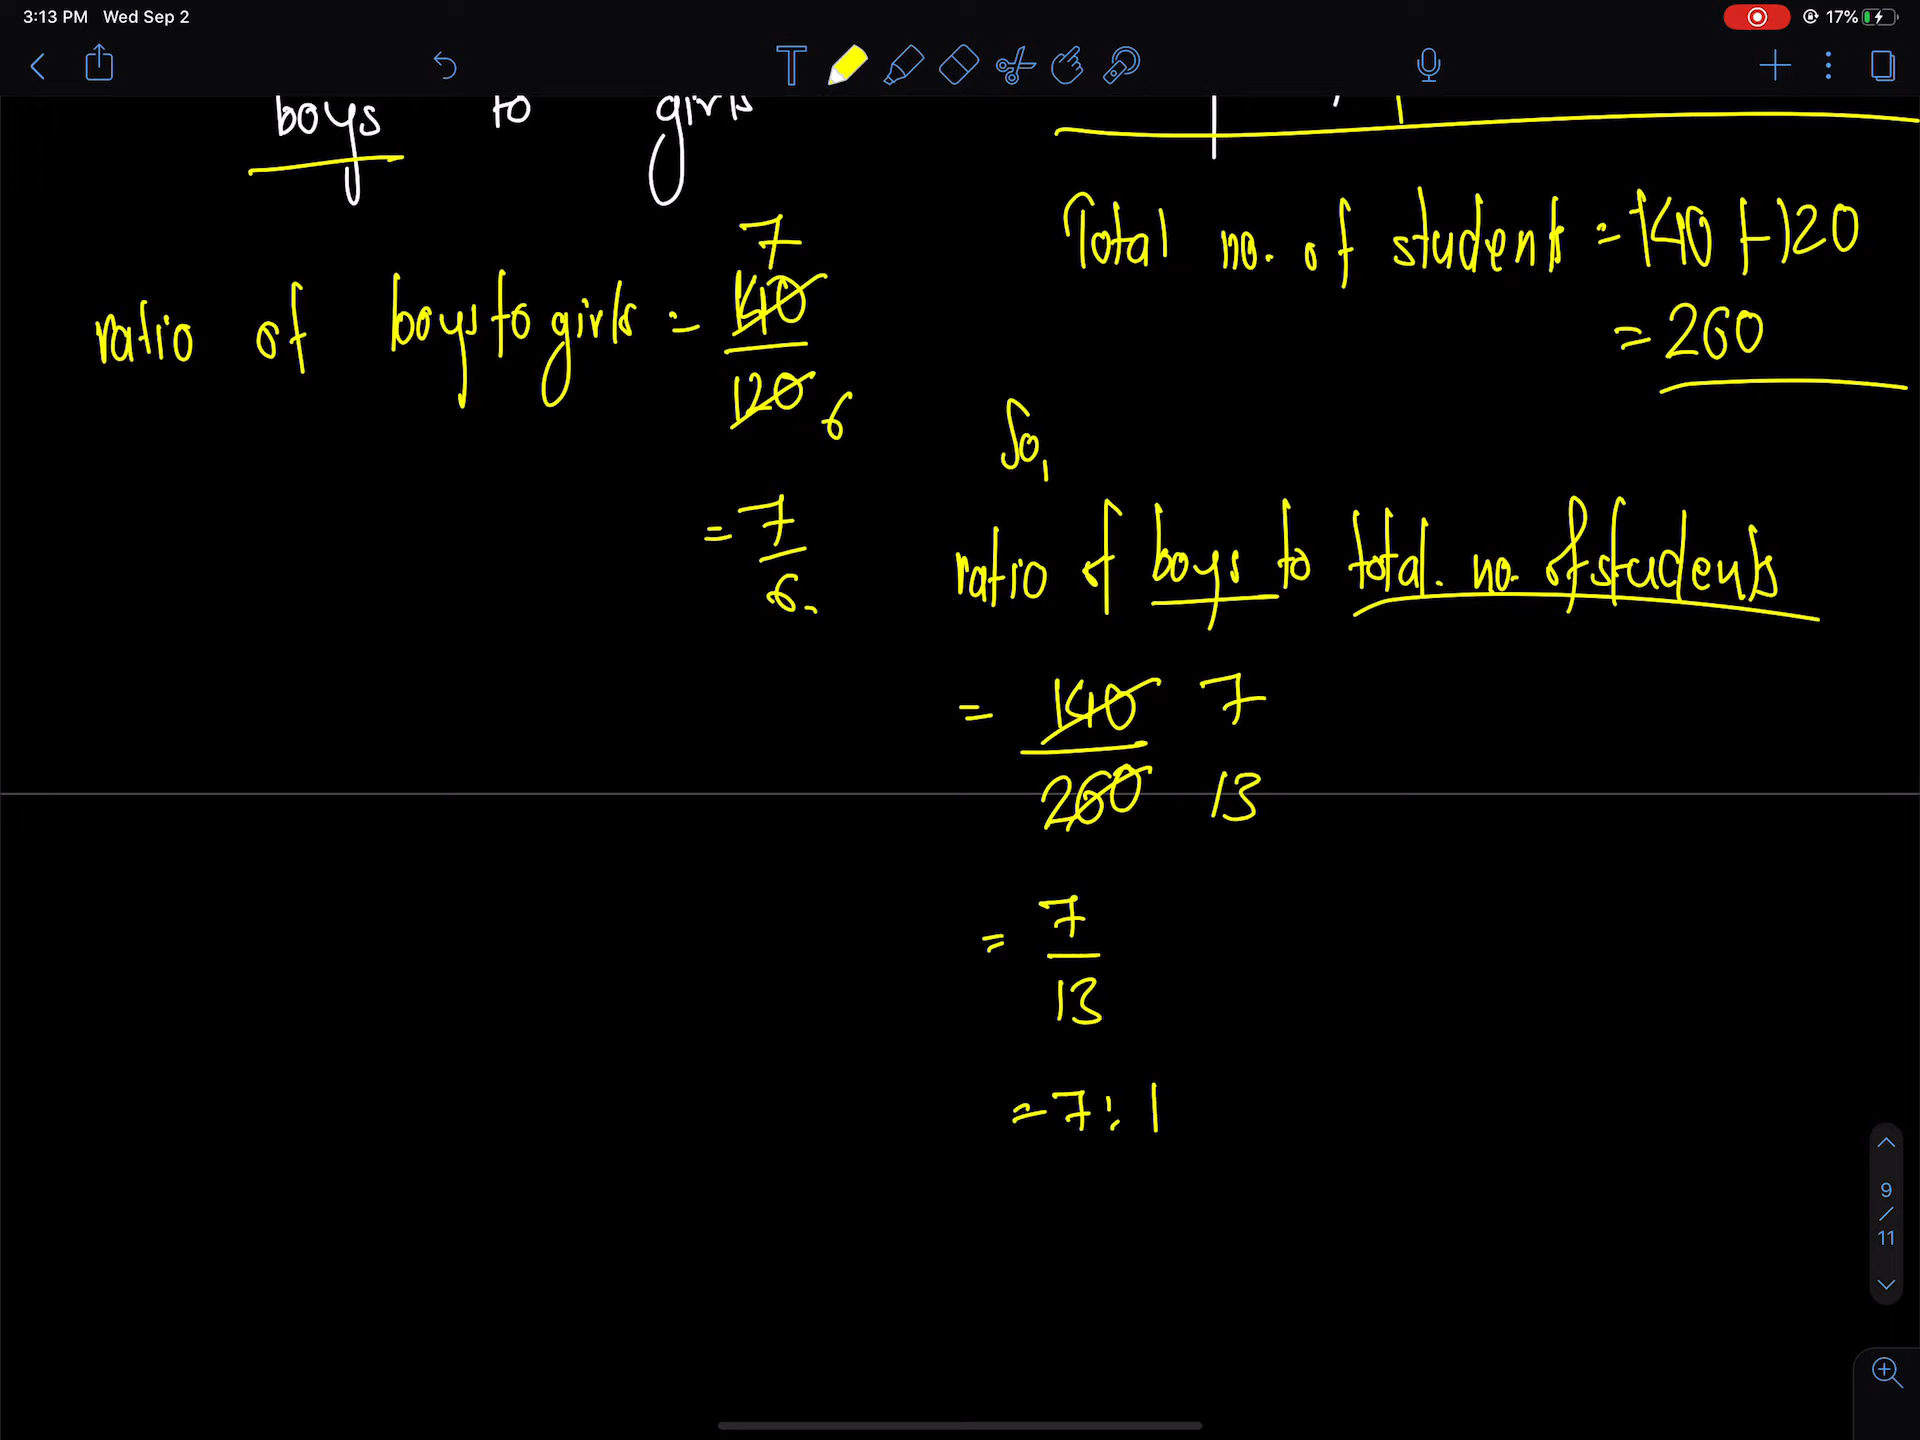 3:13 PM Wed Sep 2
17%
boys to girls
ratio of boys to girls = 140/120
7
6
= 7/6.
Total no. of students = 140 + 120
= 260
So,
ratio of boys to total. no. of students
= 140/260
7
13
= 7/13
= 7 : 1
9
/
11